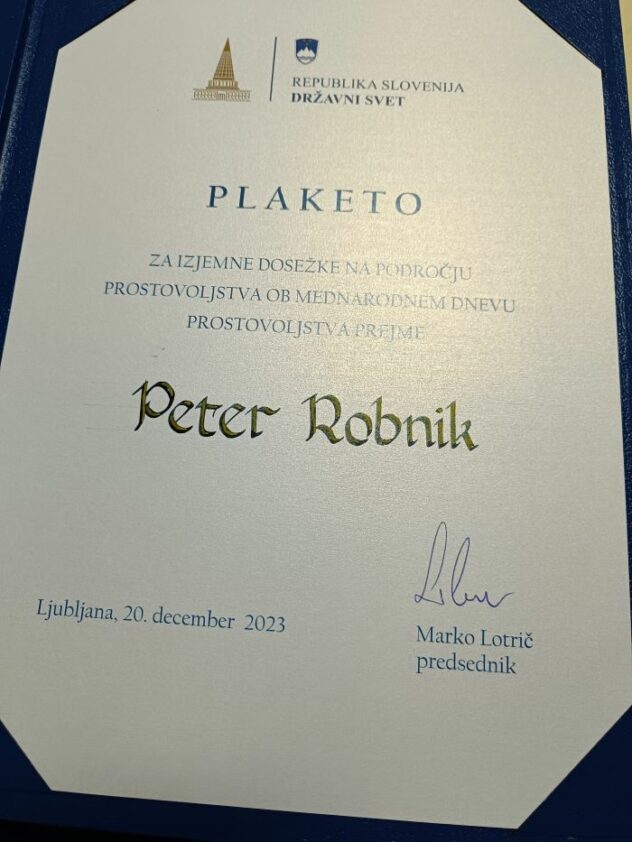 REPUBLIKA SLOVENIJA
DRŽAVNI SVET
PLAKETO
ZA IZJEMNE DOSEŽKE NA PODROČJU
PROSTOVOLJSTVA OB MEDNARODNEM DNEVU
PROSTOVOLJSTVA PREJME
Peter Robnik
Ljubljana, 20. december 2023
Marko Lotrič
predsednik